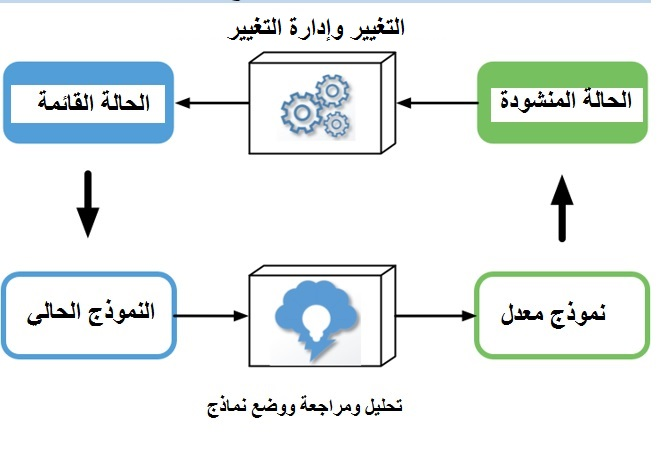 التغيير وإدارة التغيير
الحالة المنشودة
الحالة القائمة
نموذج معدل
النموذج الحالي
تحليل ومراجعة ووضع نماذج